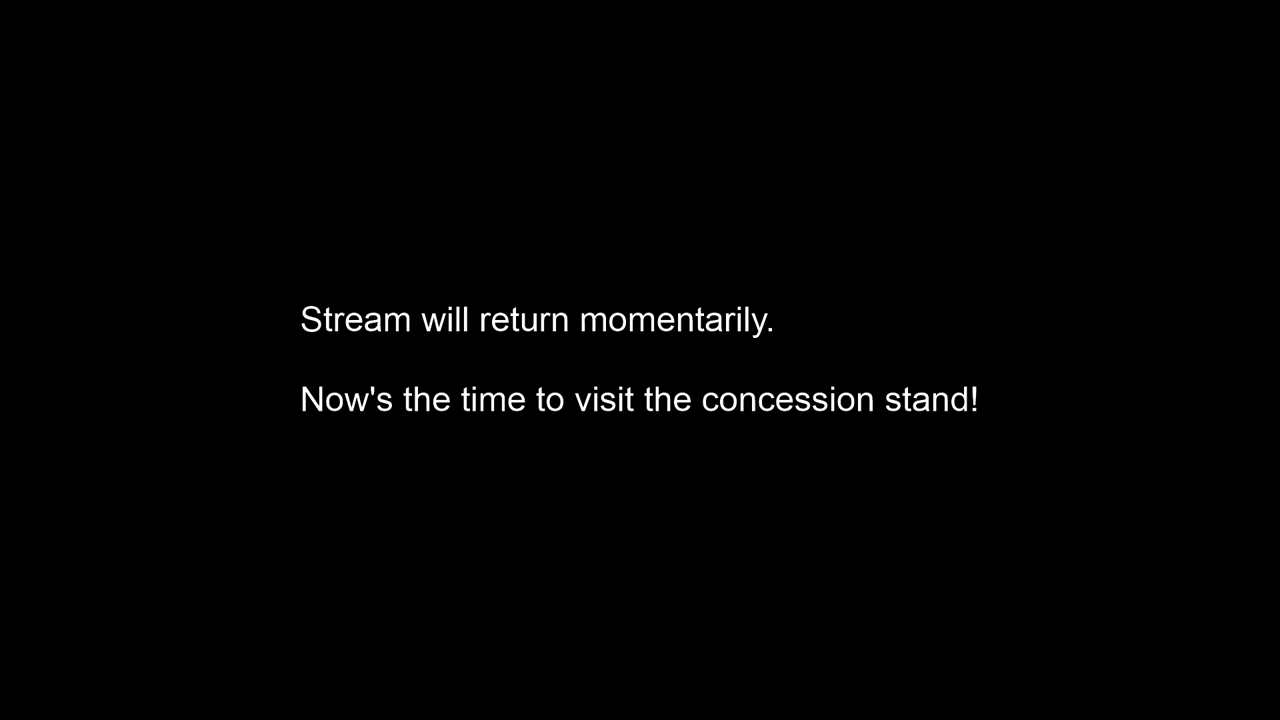 Stream will return momentarily.
Now's the time to visit the concession stand!